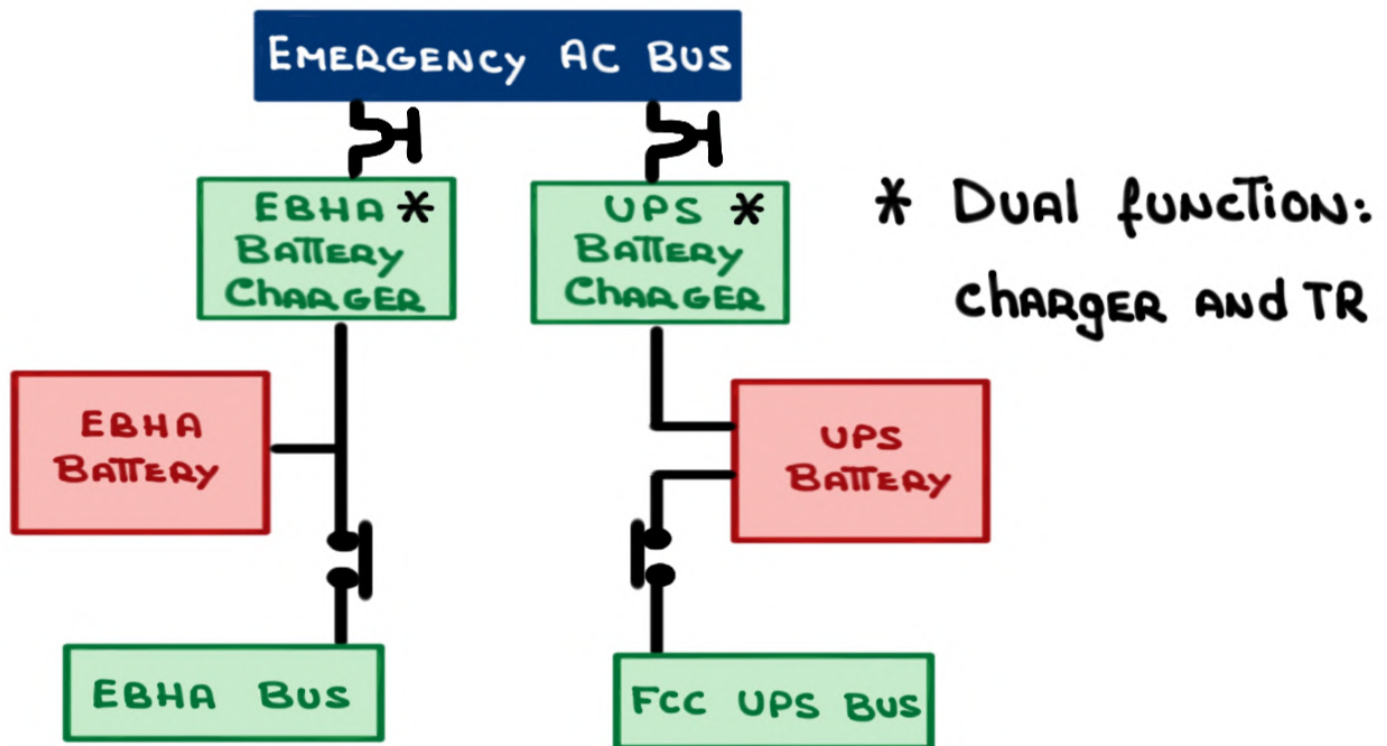 EMERGENCY AC BUS
EBHA *
BATTERY
CHARGER
UPS *
BATTERY
CHARGER
* DUAL fUNCTION:
chARgER ANd TR
EBHA
BATTERY
UPS
BATTERY
EBHA BUS
FCC UPS BUS